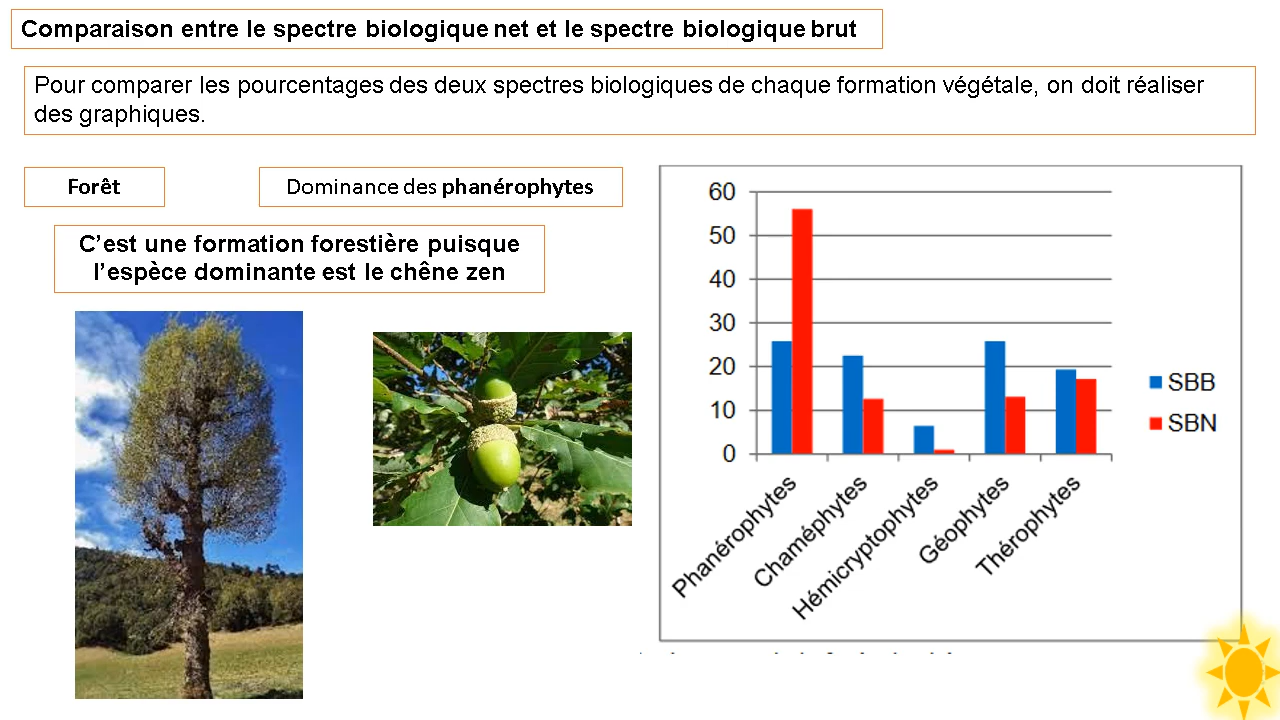 Comparaison entre le spectre biologique net et le spectre biologique brut
Pour comparer les pourcentages des deux spectres biologiques de chaque formation végétale, on doit réaliser
des graphiques.
Forêt
Dominance des phanérophytes
C’est une formation forestière puisque
l’espèce dominante est le chêne zen
60
50
40
30
20
10
0
Phanérophytes
Chaméphytes
Hémicryptophytes
Géophytes
Thérophytes
SBB
SBN